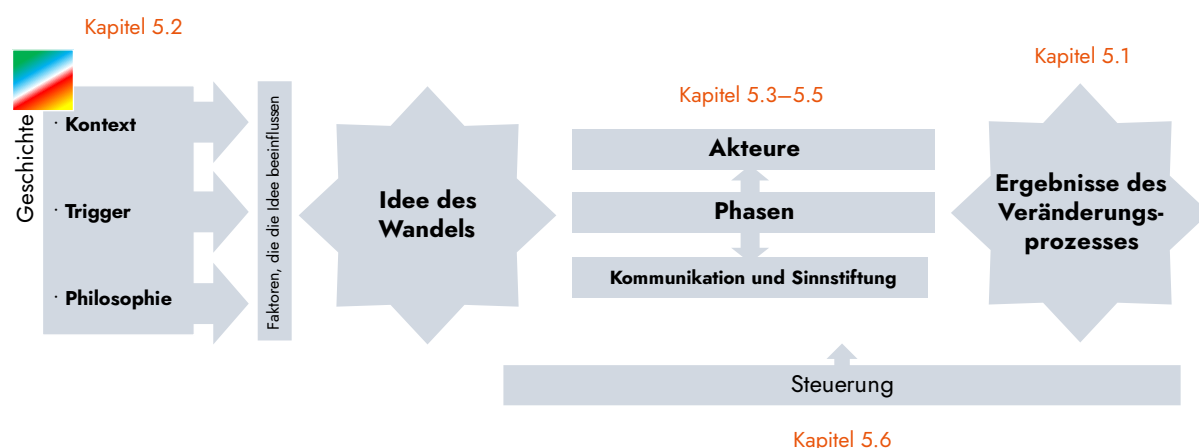 Kapitel 5.2
Geschichte
· Kontext
· Trigger
· Philosophie
Faktoren, die die Idee beeinflussen
Idee des
Wandels
Kapitel 5.3–5.5
Akteure
Phasen
Kommunikation und Sinnstiftung
Kapitel 5.1
Ergebnisse des
Veränderungs-
prozesses
Steuerung
Kapitel 5.6